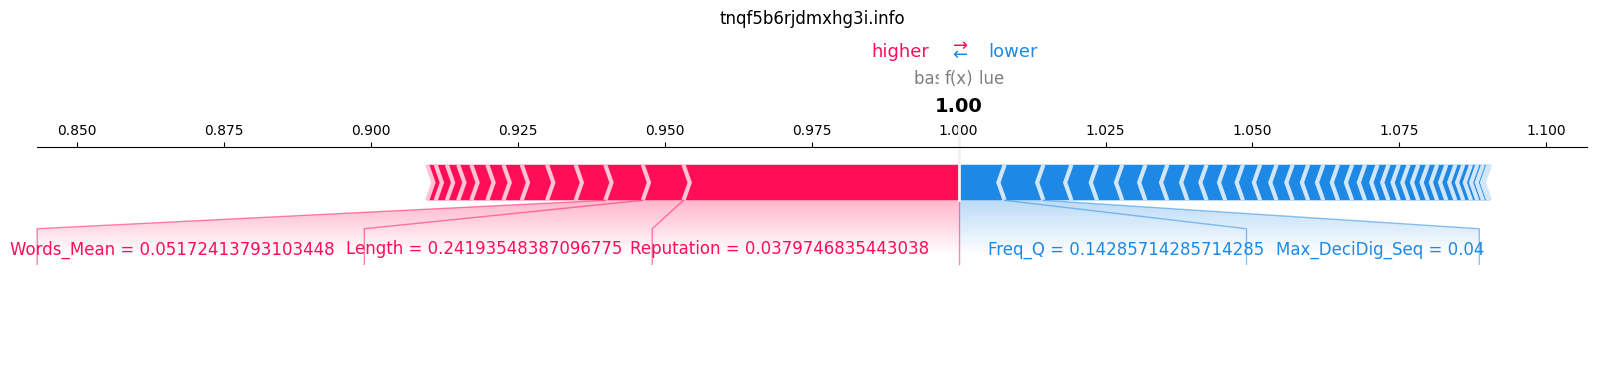 tnqf5b6rjdmxhg3i.info
higher ⇄ lower
bas f(x) lue
1.00
0.850 0.875 0.900 0.925 0.950 0.975 1.000 1.025 1.050 1.075 1.100
Words_Mean = 0.05172413793103448 Length = 0.24193548387096775 Reputation = 0.0379746835443038 Freq_Q = 0.14285714285714285 Max_DeciDig_Seq = 0.04